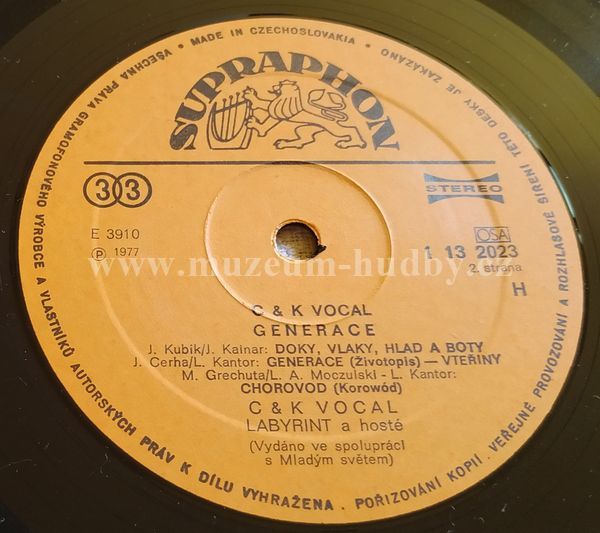 VŠECHNA PRÁVA GRAMOFONOVÉHO VÝROBCE A VLASTNÍKŮ AUTORSKÝCH PRÁV K DÍLU VYHRAŽENA. POŘIZOVÁNÍ KOPIÍ. VEŘEJNÉ PROVOZOVÁNÍ A ROZHLASOVÉ ŠÍŘENÍ TÉTO DESKY JE ZAKÁZÁNO • MADE IN CZECHOSLOVAKIA •
SUPRAPHON
33
STEREO
E 3910
Ⓟ 1977
OSA
1 13 2023
2. strana
H
www.muzeum-hudby.cz
C & K VOCAL
GENERACE
J. Kubík/J. Kainar: DOKY, VLAKY, HLAD A BOTY
J. Cerha/L. Kantor: GENERACE (Životopis) — VTEŘINY
M. Grechuta/L. A. Moczulski - L. Kantor:
CHOROVOD (Korowód)
C & K VOCAL
LABYRINT a hosté
(Vydáno ve spolupráci
s Mladým světem)